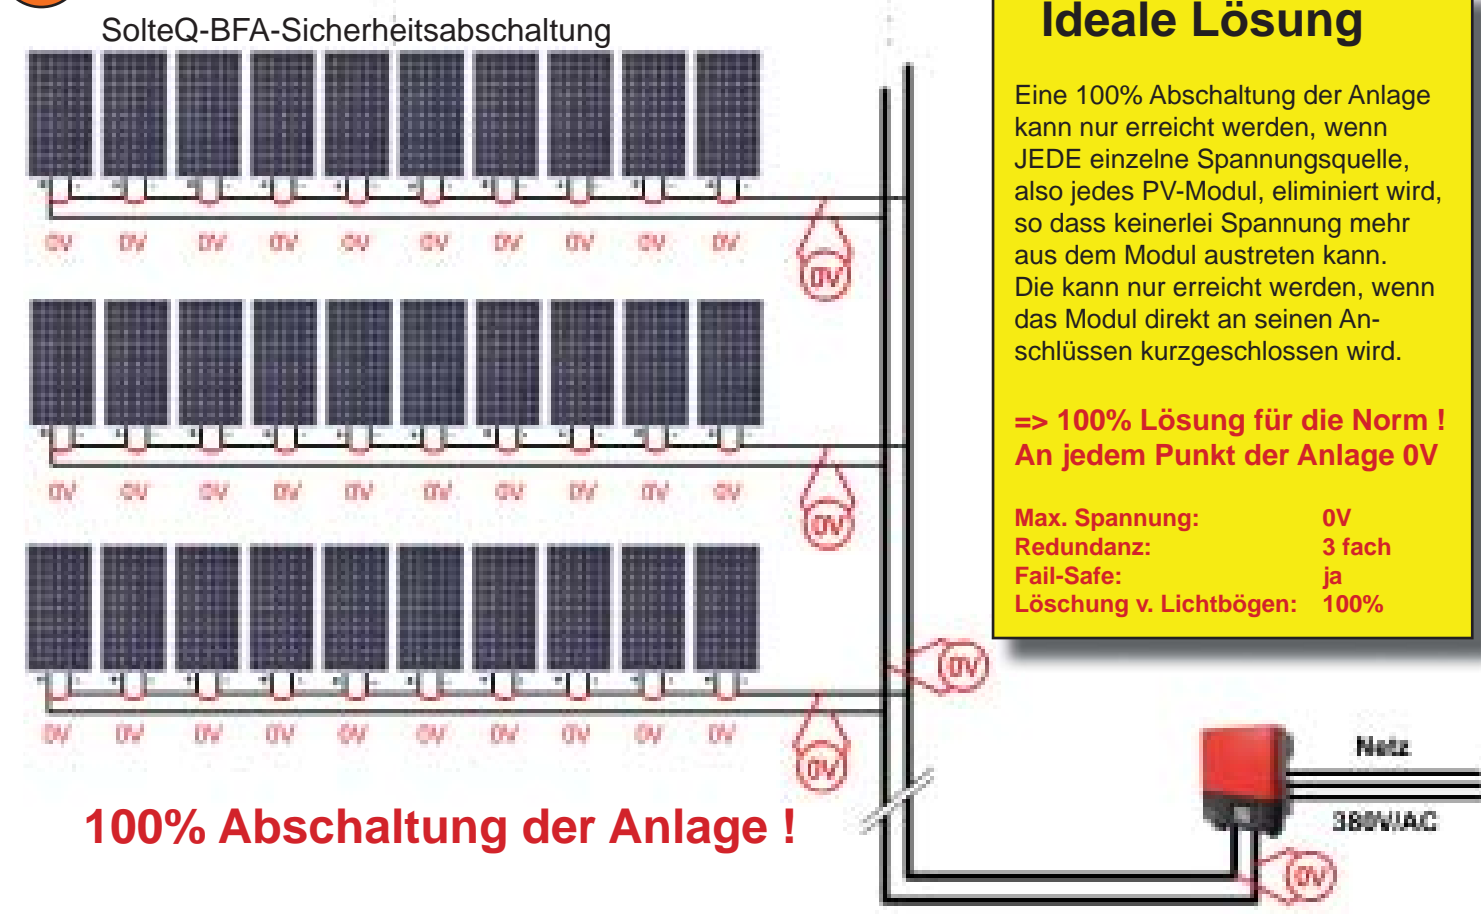 SolteQ-BFA-Sicherheitsabschaltung
0V 0V 0V 0V 0V 0V 0V 0V 0V 0V
0V
0V 0V 0V 0V 0V 0V 0V 0V 0V 0V
0V
0V 0V 0V 0V 0V 0V 0V 0V 0V 0V
0V
100% Abschaltung der Anlage !
Ideale Lösung
Eine 100% Abschaltung der Anlage
kann nur erreicht werden, wenn
JEDE einzelne Spannungsquelle,
also jedes PV-Modul, eliminiert wird,
so dass keinerlei Spannung mehr
aus dem Modul austreten kann.
Die kann nur erreicht werden, wenn
das Modul direkt an seinen An-
schlüssen kurzgeschlossen wird.
=> 100% Lösung für die Norm !
An jedem Punkt der Anlage 0V
Max. Spannung: 0V
Redundanz: 3 fach
Fail-Safe: ja
Löschung v. Lichtbögen: 100%
0V
Netz
380V/AC
0V